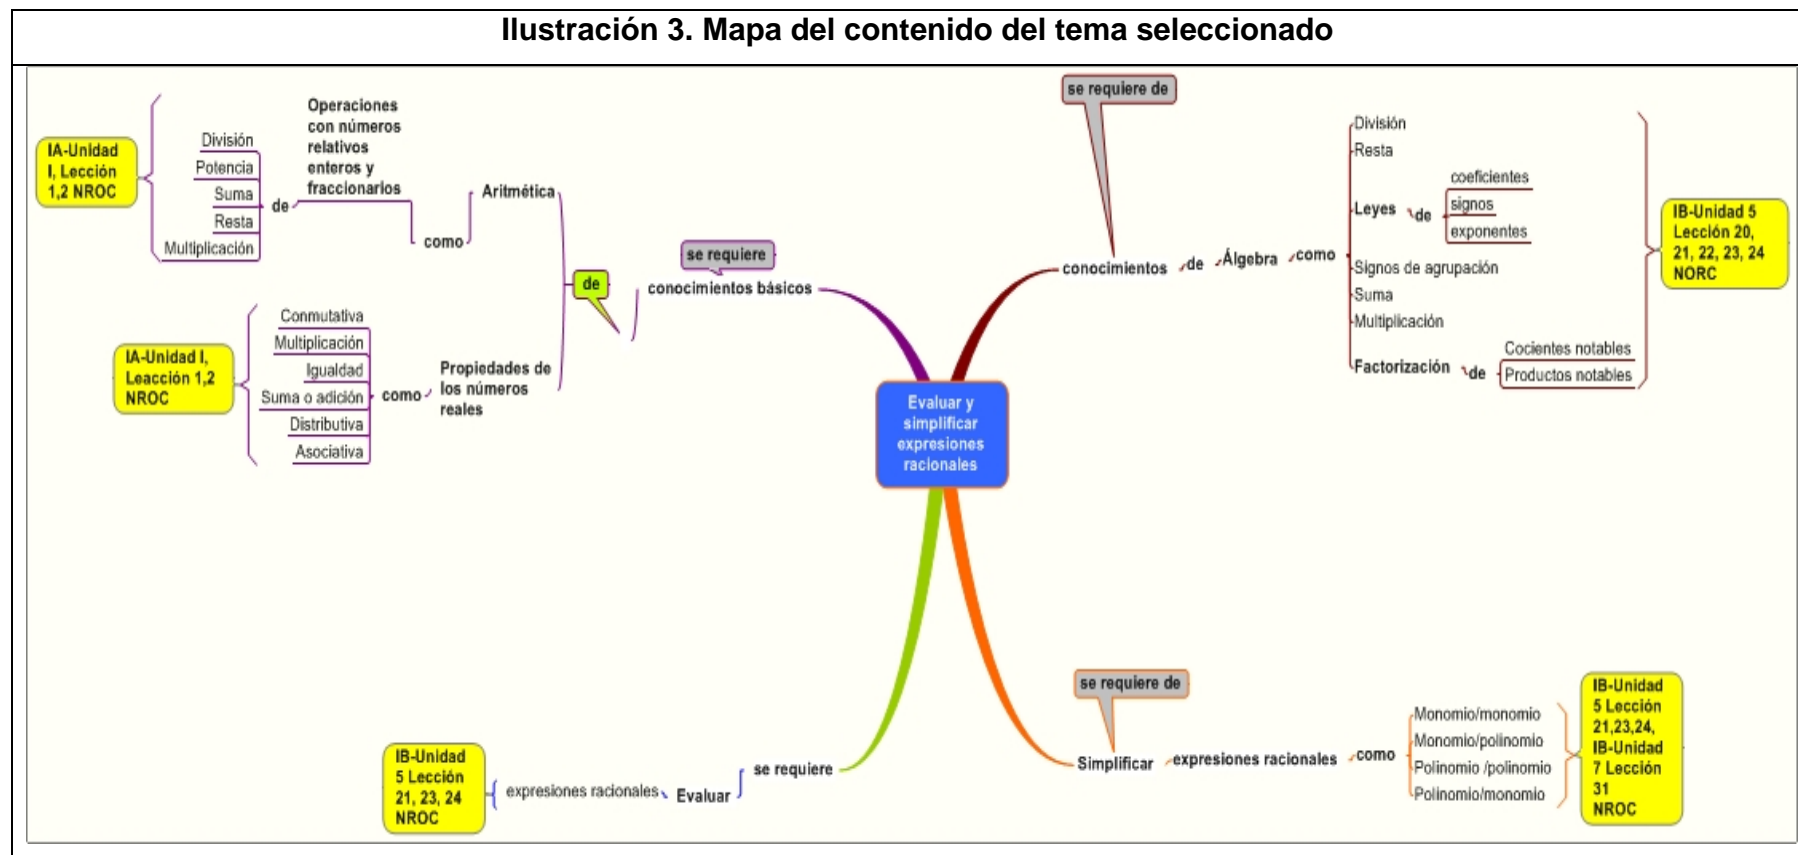 Ilustración 3. Mapa del contenido del tema seleccionado
IA-Unidad
I, Lección
1,2 NROC
División
Potencia
Suma
Resta
Multiplicación
de
Operaciones
con números
relativos
enteros y
fraccionarios
como
Aritmética
IA-Unidad I,
Leacción 1,2
NROC
Conmutativa
Multiplicación
Igualdad
Suma o adición
Distributiva
Asociativa
como
Propiedades de
los números
reales
de
se requiere
conocimientos básicos
se requiere de
conocimientos
de
Álgebra
como
División
Resta
Leyes
de
coeficientes
signos
exponentes
Signos de agrupación
Suma
Multiplicación
Factorización
de
Cocientes notables
Productos notables
IB-Unidad 5
Lección 20,
21, 22, 23, 24
NORC
Evaluar y
simplificar
expresiones
racionales
IB-Unidad
5 Lección
21, 23, 24
NROC
expresiones racionales
Evaluar
se requiere
se requiere de
Simplificar
expresiones racionales
como
Monomio/monomio
Monomio/polinomio
Polinomio /polinomio
Polinomio/monomio
IB-Unidad
5 Lección
21,23,24,
IB-Unidad
7 Lección
31
NROC